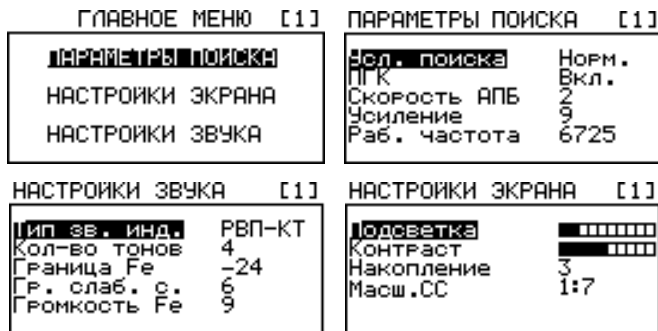 ГЛАВНОЕ МЕНЮ [1]
ПАРАМЕТРЫ ПОИСКА
НАСТРОЙКИ ЭКРАНА
НАСТРОЙКИ ЗВУКА
ПАРАМЕТРЫ ПОИСКА [1]
Усл. поиска Норм.
ПГК Вкл.
Скорость АПБ 2
Усиление 9
Раб. частота 6725
НАСТРОЙКИ ЗВУКА [1]
Тип зв. инд. РВП-КТ
Кол-во тонов 4
Граница Fe -24
Гр. слаб. с. 6
Громкость Fe 9
НАСТРОЙКИ ЭКРАНА [1]
Подсветка
Контраст
Накопление 3
Масш.СС 1:7